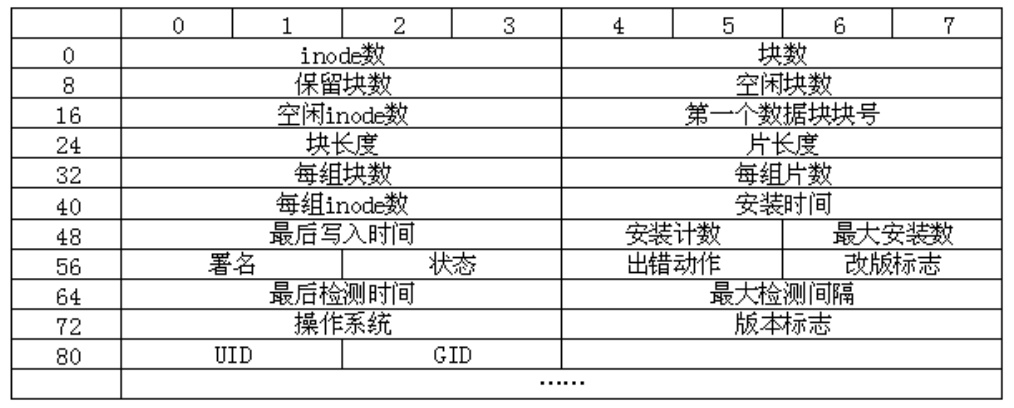 0 1 2 3 4 5 6 7
0 inode数 块数
8 保留块数 空闲块数
16 空闲inode数 第一个数据块块号
24 块长度 片长度
32 每组块数 每组片数
40 每组inode数 安装时间
48 最后写入时间 安装计数 最大安装数
56 署名 状态 出错动作 改版标志
64 最后检测时间 最大检测间隔
72 操作系统 版本标志
80 UID GID
……